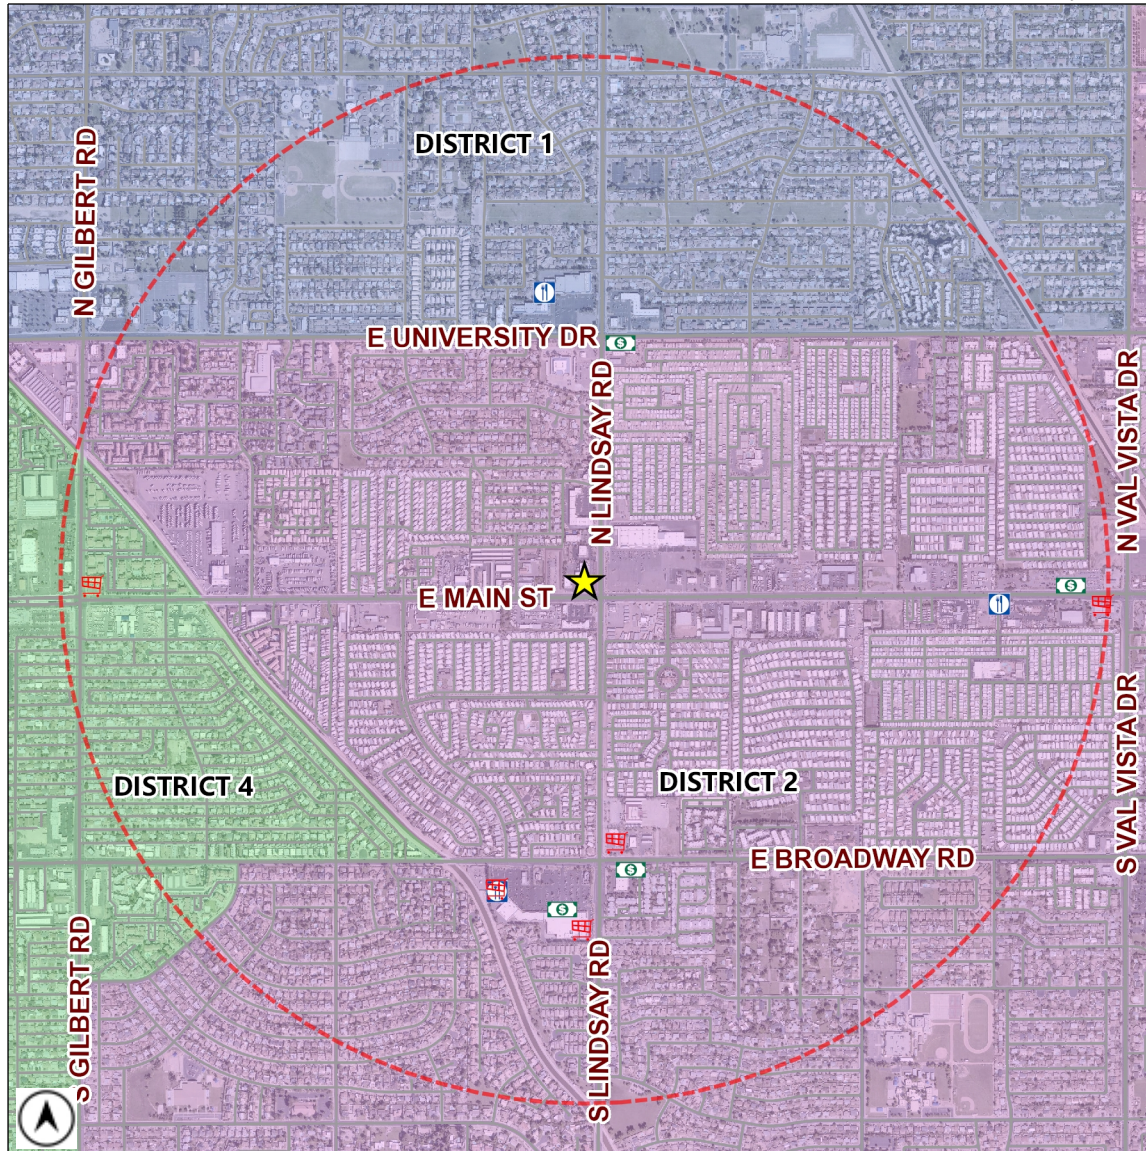 DISTRICT 1
N GILBERT RD
E UNIVERSITY DR
N LINDSAY RD
N VAL VISTA DR
E MAIN ST
DISTRICT 4
DISTRICT 2
S VAL VISTA DR
E BROADWAY RD
S GILBERT RD
S LINDSAY RD